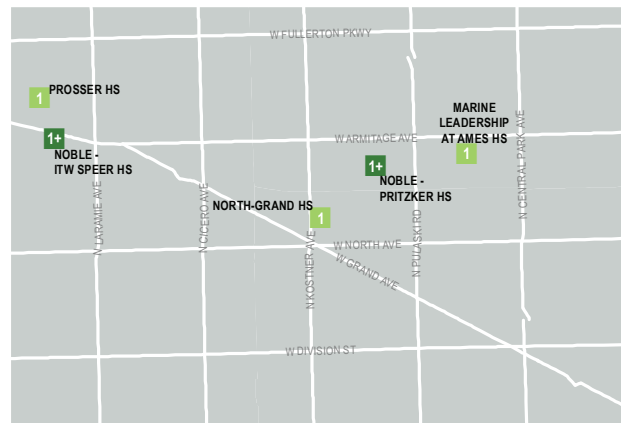 W FULLERTON PKWY
1
PROSSER HS
1+
NOBLE -
ITW SPEER HS
MARINE
LEADERSHIP
AT AMES HS
1
W ARMITAGE AVE
1+
NOBLE -
PRITZKER HS
NORTH-GRAND HS
1
N LARAMIE AVE
N CICERO AVE
N KOSTNER AVE
N PULASKI RD
N CENTRAL PARK AVE
W NORTH AVE
W GRAND AVE
W DIVISION ST